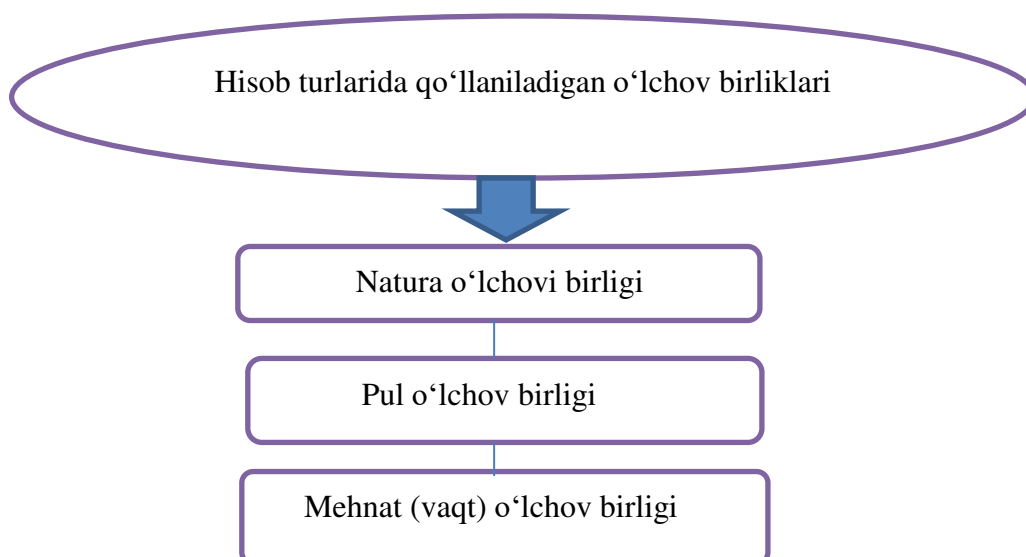 Hisob turlarida qo‘llaniladigan o‘lchov birliklari
Natura o‘lchovi birligi
Pul o‘lchov birligi
Mehnat (vaqt) o‘lchov birligi